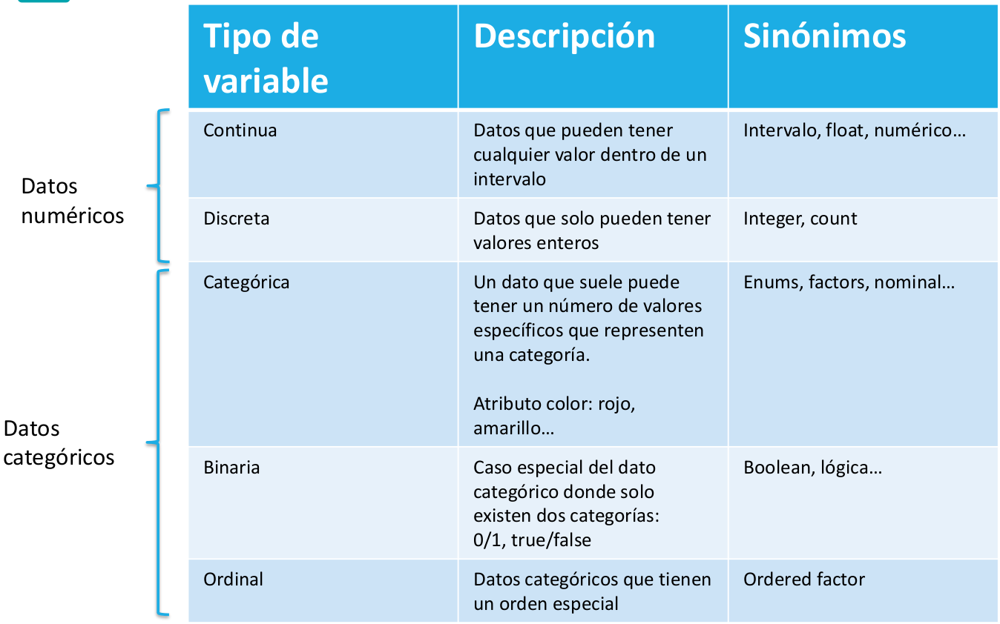 Tipo de
variable
Descripción
Sinónimos
Datos
numéricos
Continua
Datos que pueden tener
cualquier valor dentro de un
intervalo
Intervalo, float, numérico…
Discreta
Datos que solo pueden tener
valores enteros
Integer, count
Datos
categóricos
Categórica
Un dato que suele puede
tener un número de valores
específicos que representen
una categoría.
Atributo color: rojo,
amarillo…
Enums, factors, nominal…
Binaria
Caso especial del dato
categórico donde solo
existen dos categorías:
0/1, true/false
Boolean, lógica…
Ordinal
Datos categóricos que tienen
un orden especial
Ordered factor